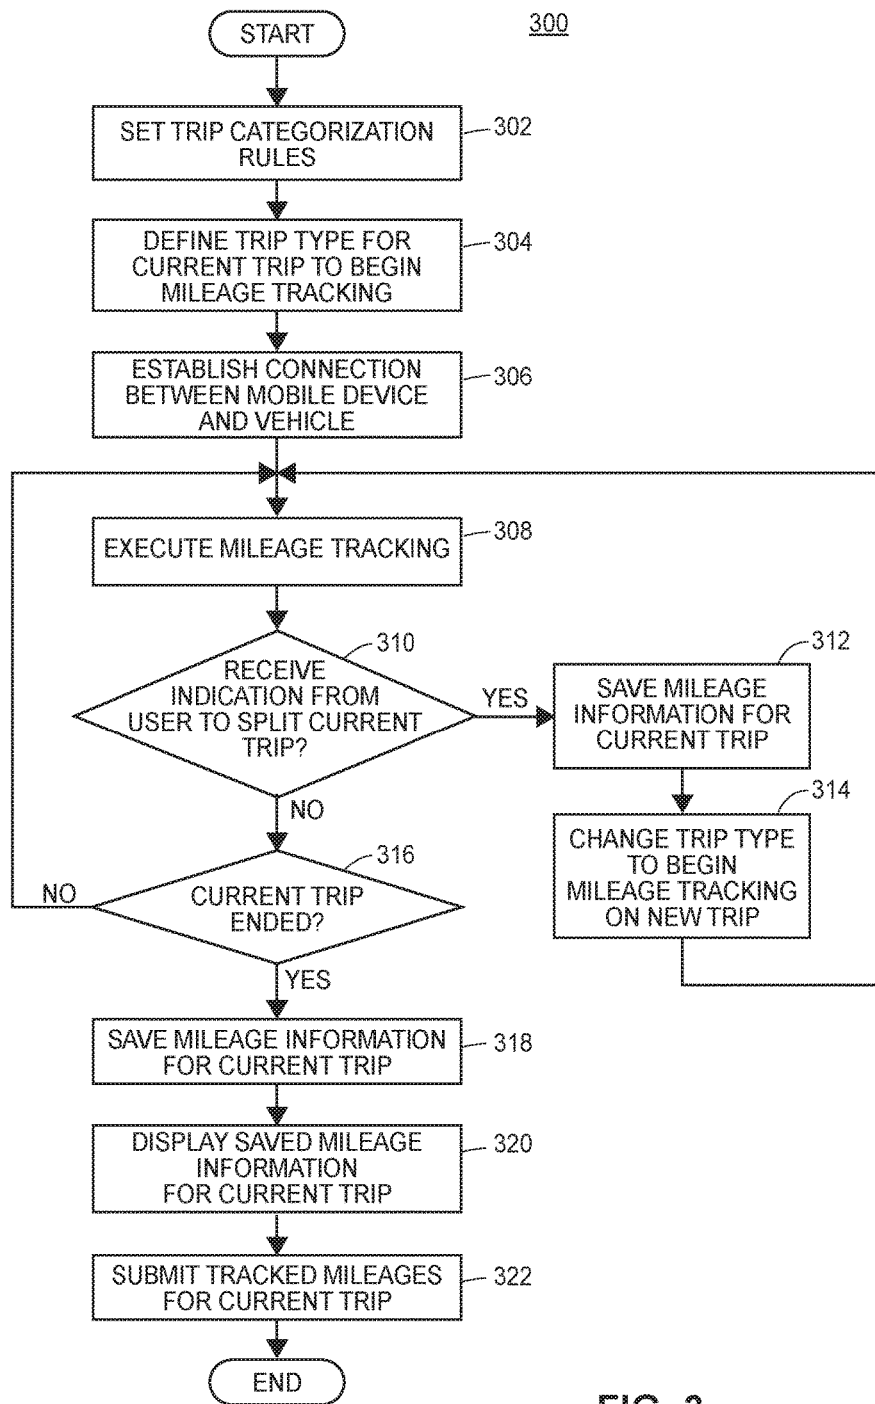 START
300
SET TRIP CATEGORIZATION
RULES
302
DEFINE TRIP TYPE FOR
CURRENT TRIP TO BEGIN
MILEAGE TRACKING
304
ESTABLISH CONNECTION
BETWEEN MOBILE DEVICE
AND VEHICLE
306
EXECUTE MILEAGE TRACKING
308
310
RECEIVE
INDICATION FROM
USER TO SPLIT CURRENT
TRIP?
YES
312
SAVE MILEAGE
INFORMATION FOR
CURRENT TRIP
NO
314
CHANGE TRIP TYPE
TO BEGIN
MILEAGE TRACKING
ON NEW TRIP
316
NO
CURRENT TRIP
ENDED?
YES
SAVE MILEAGE INFORMATION
FOR CURRENT TRIP
318
DISPLAY SAVED MILEAGE
INFORMATION
FOR CURRENT TRIP
320
SUBMIT TRACKED MILEAGES
FOR CURRENT TRIP
322
END